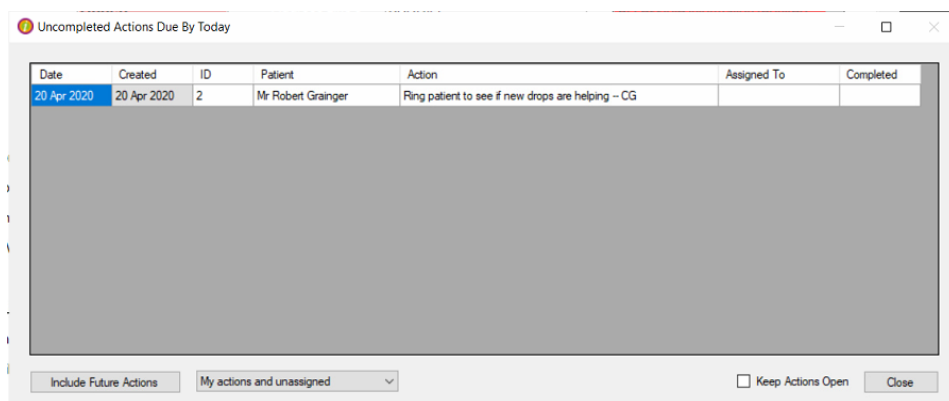 Uncompleted Actions Due By Today
Date Created ID Patient Action Assigned To Completed
20 Apr 2020 20 Apr 2020 2 Mr Robert Grainger Ring patient to see if new drops are helping -- CG
Include Future Actions My actions and unassigned Keep Actions Open Close